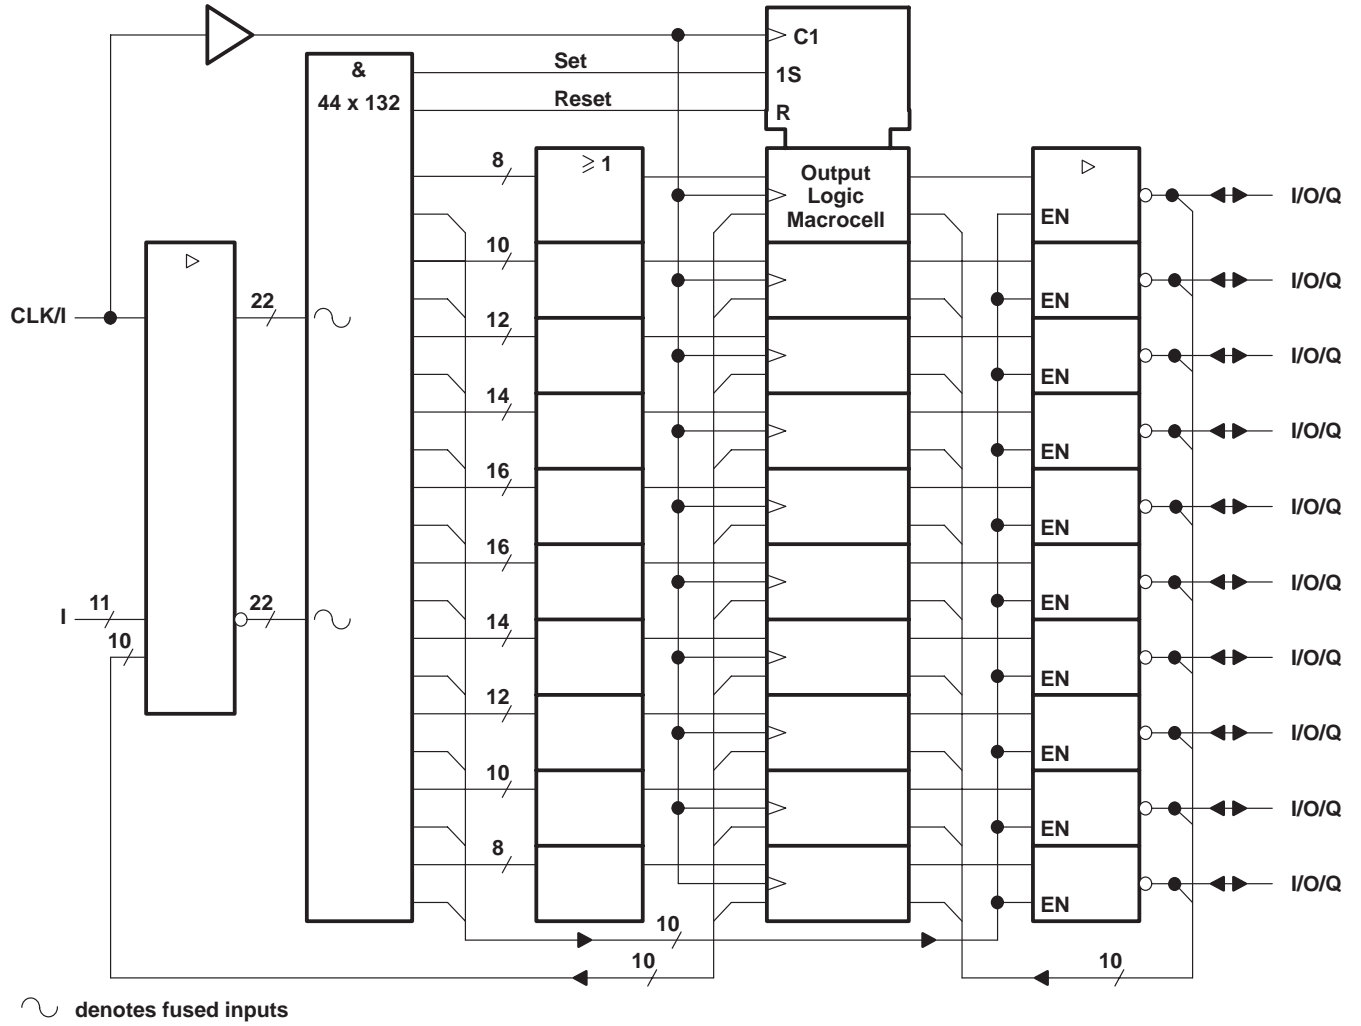 C1
&
Set
1S
44 x 132
Reset
R
8
≥ 1
Output
Logic
Macrocell
I/O/Q
EN
10
I/O/Q
EN
CLK/I
22
12
I/O/Q
EN
14
I/O/Q
EN
16
I/O/Q
EN
16
I/O/Q
EN
I
11
22
10
14
I/O/Q
EN
12
I/O/Q
EN
10
I/O/Q
EN
8
I/O/Q
EN
10
10
10
denotes fused inputs